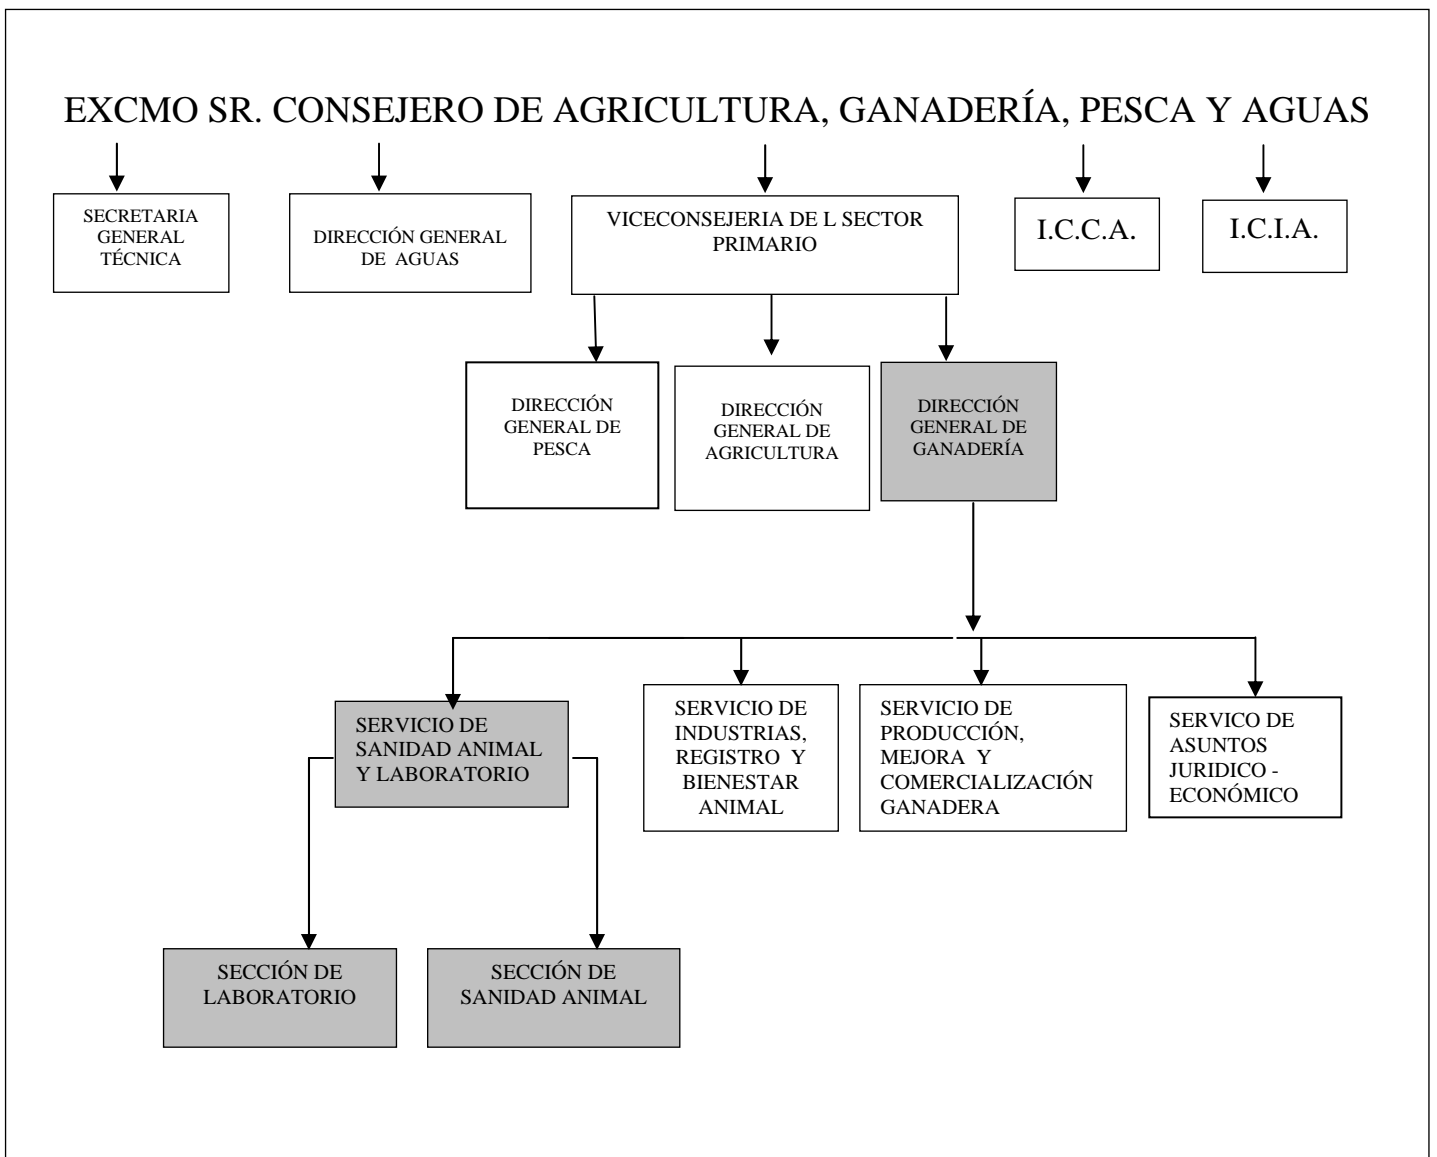 EXCMO SR. CONSEJERO DE AGRICULTURA, GANADERÍA, PESCA Y AGUAS
SECRETARIA
GENERAL
TÉCNICA
DIRECCIÓN GENERAL
DE AGUAS
VICECONSEJERIA DE L SECTOR
PRIMARIO
I.C.C.A.
I.C.I.A.
DIRECCIÓN
GENERAL DE
PESCA
DIRECCIÓN
GENERAL DE
AGRICULTURA
DIRECCIÓN
GENERAL DE
GANADERÍA
SERVICIO DE
SANIDAD ANIMAL
Y LABORATORIO
SERVICIO DE
INDUSTRIAS,
REGISTRO Y
BIENESTAR
ANIMAL
SERVICIO DE
PRODUCCIÓN,
MEJORA Y
COMERCIALIZACIÓN
GANADERA
SERVICO DE
ASUNTOS
JURIDICO -
ECONÓMICO
SECCIÓN DE
LABORATORIO
SECCIÓN DE
SANIDAD ANIMAL